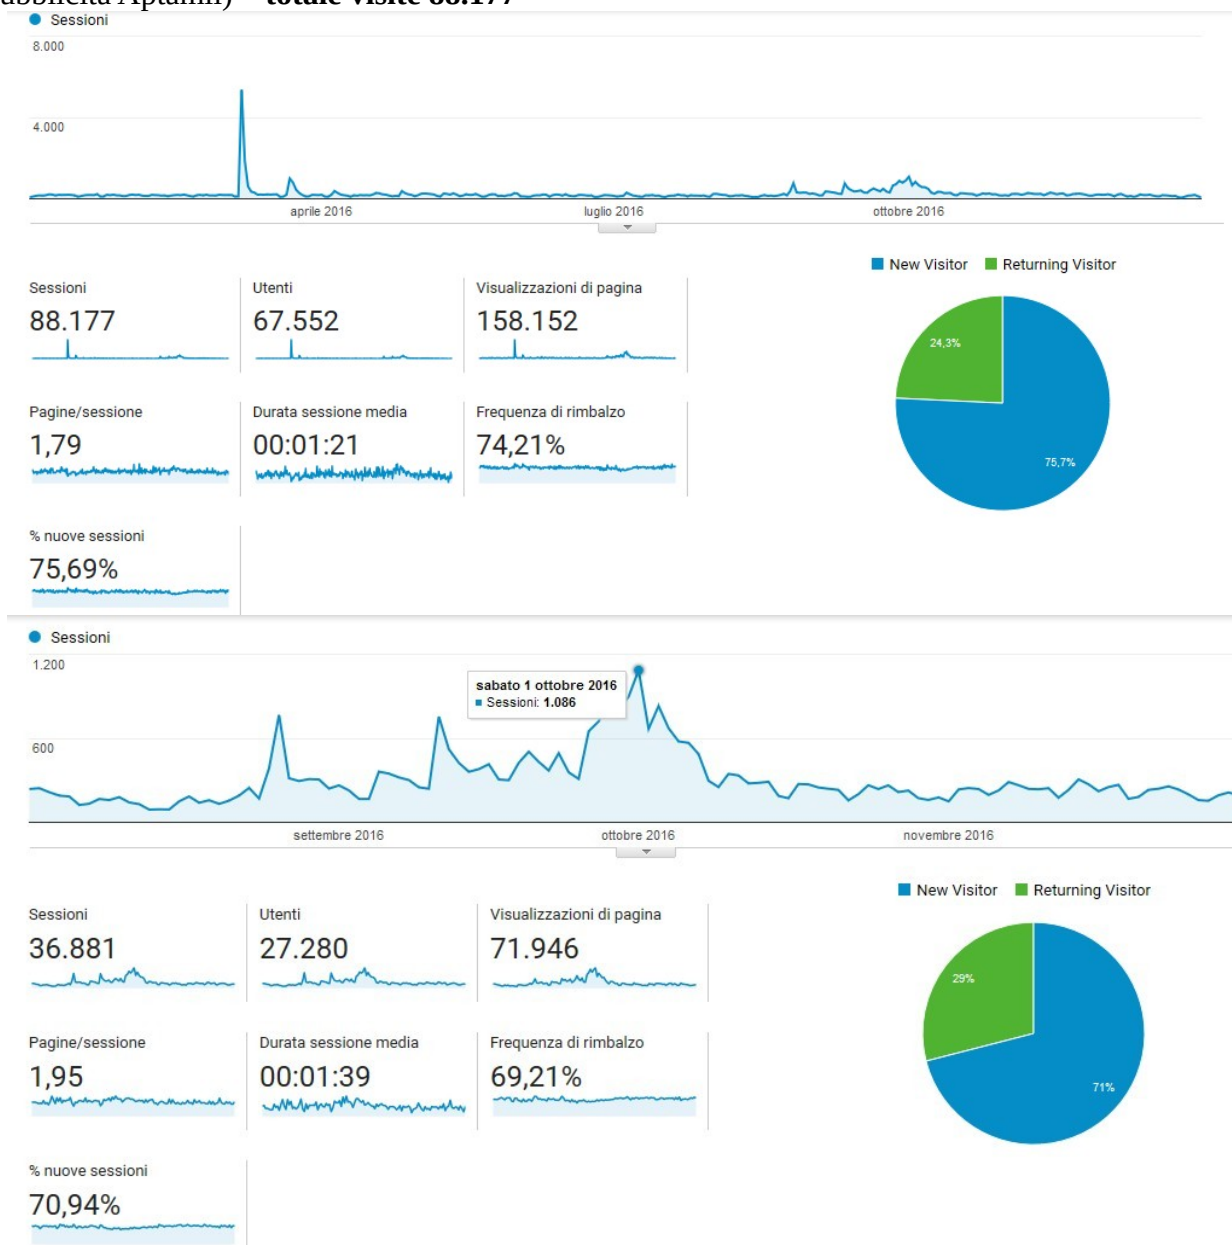 totale visite 88.177
Sessioni
8.000
4.000
aprile 2016 luglio 2016 ottobre 2016
New Visitor Returning Visitor
Sessioni Utenti Visualizzazioni di pagina
88.177 67.552 158.152
24,3%
Pagine/sessione Durata sessione media Frequenza di rimbalzo
1,79 00:01:21 74,21%
75,7%
% nuove sessioni
75,69%
Sessioni
1.200
sabato 1 ottobre 2016
Sessioni: 1.086
600
settembre 2016 ottobre 2016 novembre 2016
New Visitor Returning Visitor
Sessioni Utenti Visualizzazioni di pagina
36.881 27.280 71.946
29%
Pagine/sessione Durata sessione media Frequenza di rimbalzo
1,95 00:01:39 69,21%
71%
% nuove sessioni
70,94%